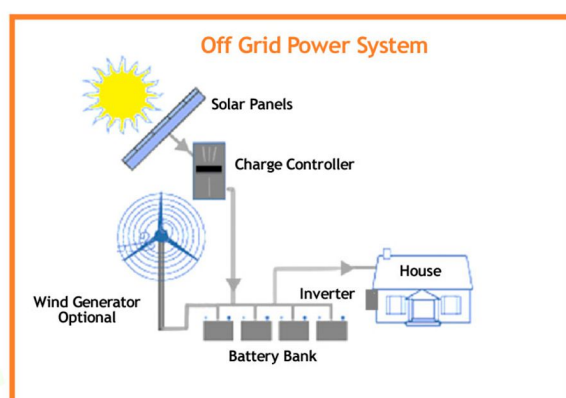 Off Grid Power System
Solar Panels
Charge Controller
House
Wind Generator
Optional
Inverter
Battery Bank